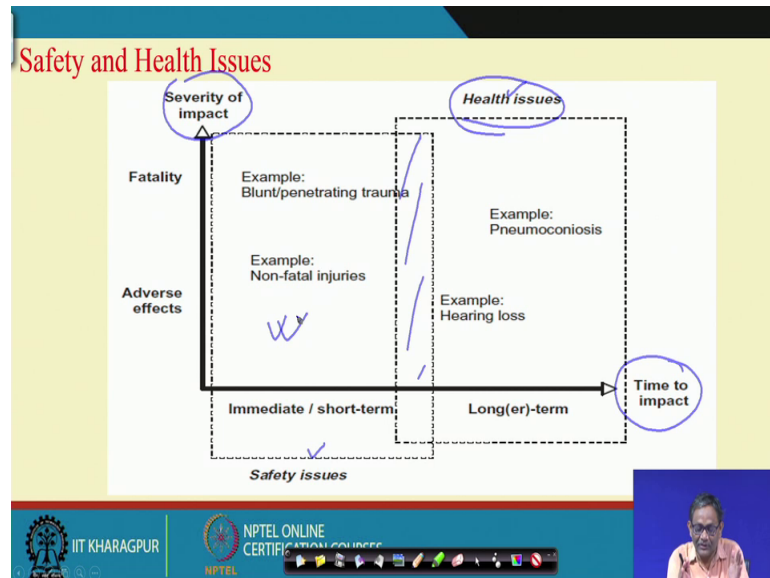 Safety and Health Issues
Severity of
impact
Health issues
Fatality
Example:
Blunt/penetrating trauma
Example:
Pneumoconiosis
Example:
Non-fatal injuries
Adverse
effects
Example:
Hearing loss
Time to
impact
Immediate / short-term
Long(er)-term
Safety issues
IIT KHARAGPUR
NPTEL
NPTEL ONLINE
CERTIFICATION COURSES